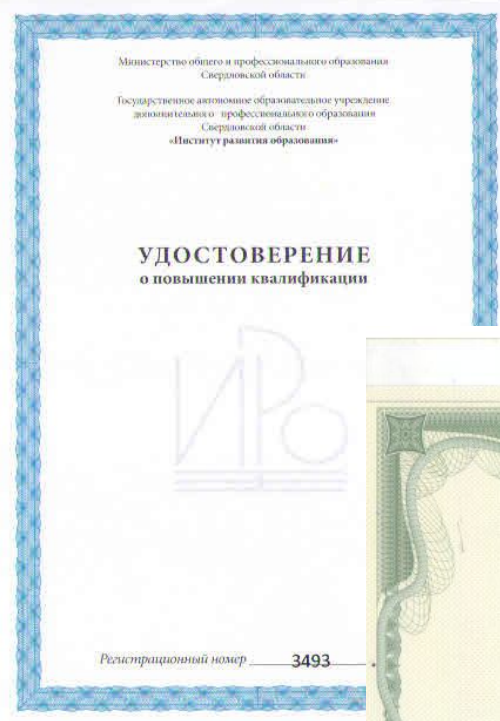 Министерство общего и профессионального образования
Свердловской области
Государственное автономное образовательное учреждение
дополнительного профессионального образования
Свердловской области
«Институт развития образования»
УДОСТОВЕРЕНИЕ
о повышении квалификации
ИРО
Регистрационный номер 3493